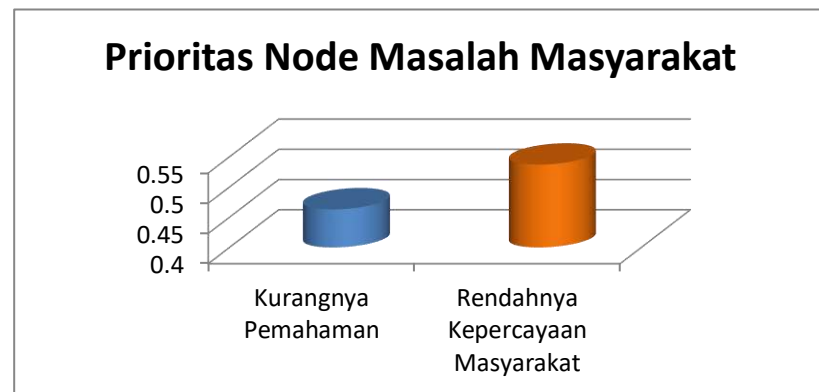 Prioritas Node Masalah Masyarakat
0.55
0.5
0.45
0.4
Kurangnya
Pemahaman
Rendahnya
Kepercayaan
Masyarakat